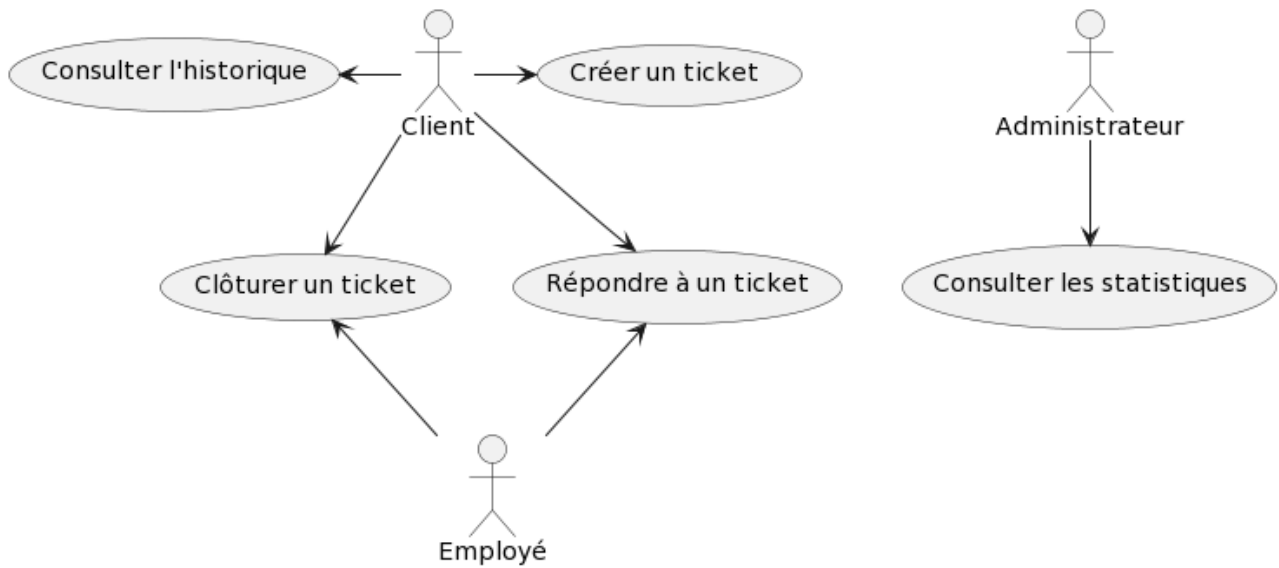 Consulter l'historique
Créer un ticket
Client
Administrateur
Clôturer un ticket
Répondre à un ticket
Consulter les statistiques
Employé